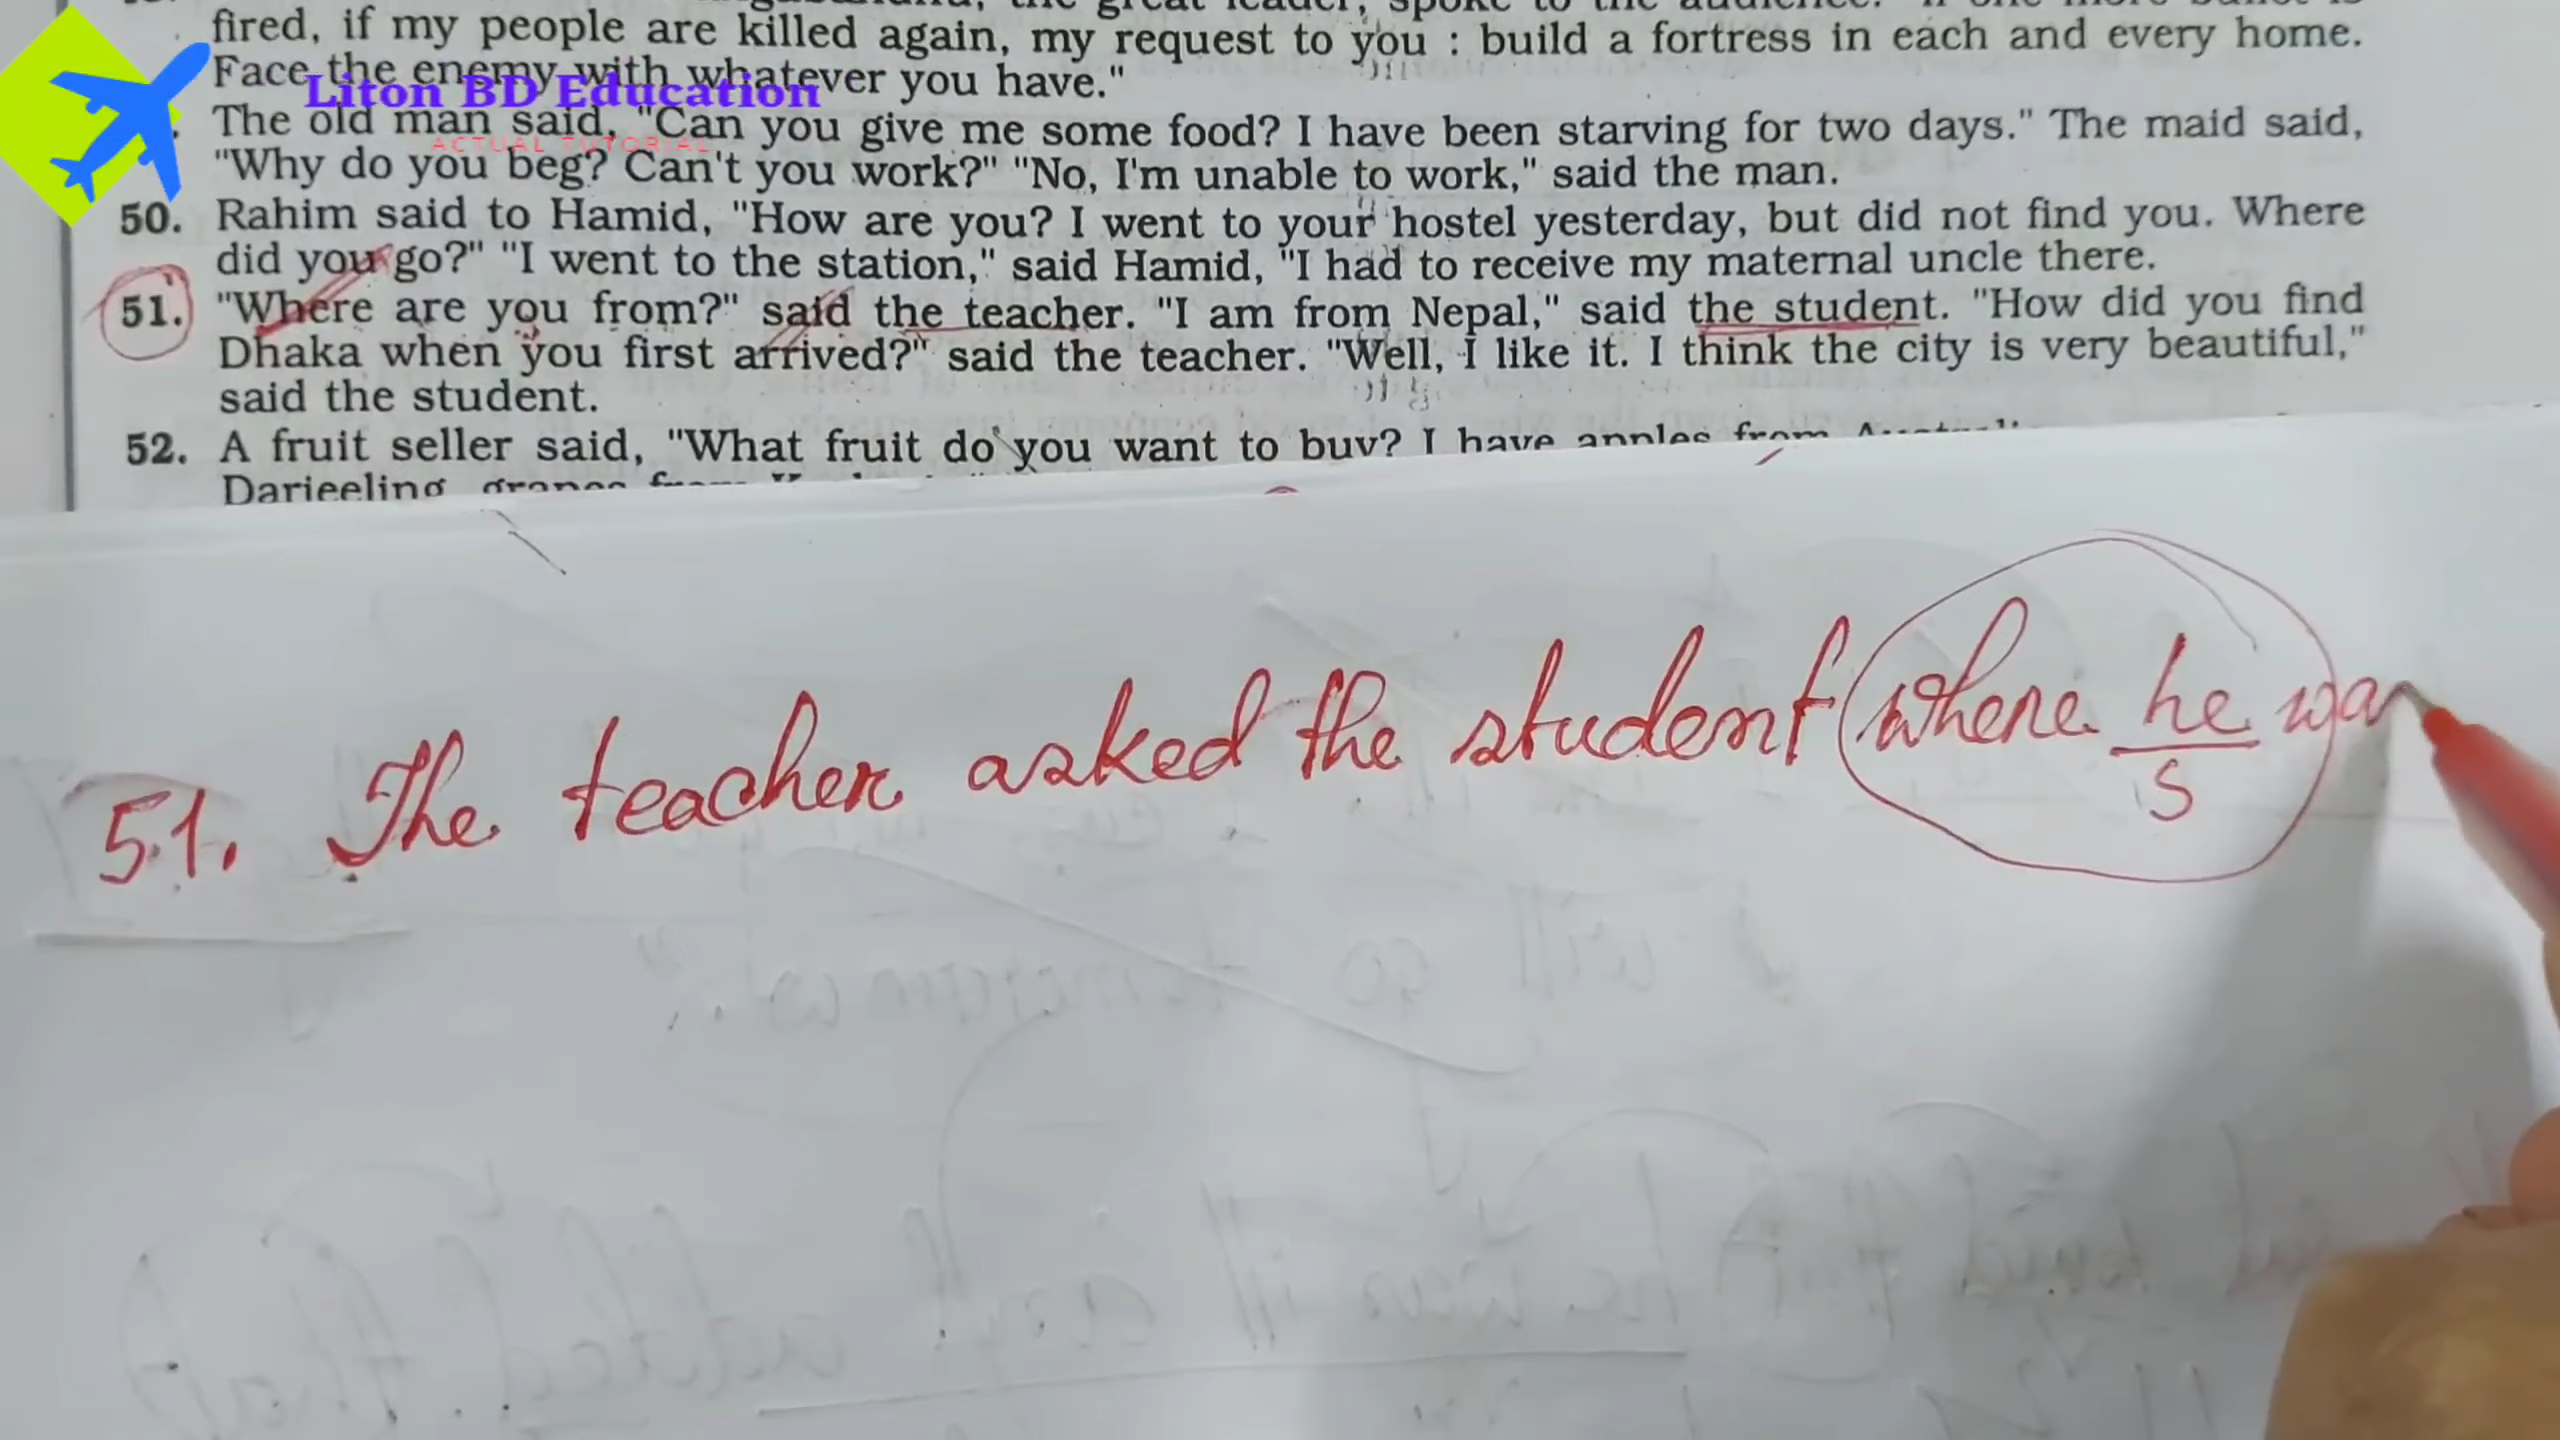 fired, if my people are killed again, my request to you : build a fortress in each and every home.
Face the enemy with whatever you have."
Liton BD Education
ACTUAL TUTORIAL
The old man said, "Can you give me some food? I have been starving for two days." The maid said,
"Why do you beg? Can't you work?" "No, I'm unable to work," said the man.
50. Rahim said to Hamid, "How are you? I went to your hostel yesterday, but did not find you. Where
did you go?" "I went to the station," said Hamid, "I had to receive my maternal uncle there.
51. "Where are you from?" said the teacher. "I am from Nepal," said the student. "How did you find
Dhaka when you first arrived?" said the teacher. "Well, I like it. I think the city is very beautiful,"
said the student.
52. A fruit seller said, "What fruit do you want to buy? I have apples from
Darjeeling, grapes from
51. The teacher asked the student where he wa
S